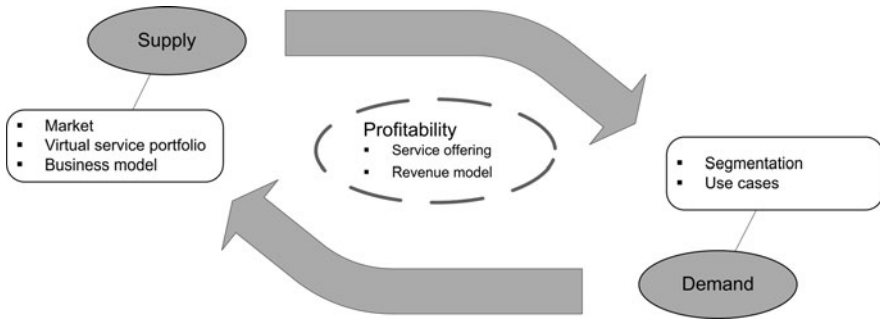 Supply
▪ Market
▪ Virtual service portfolio
▪ Business model
Profitability
▪ Service offering
▪ Revenue model
▪ Segmentation
▪ Use cases
Demand